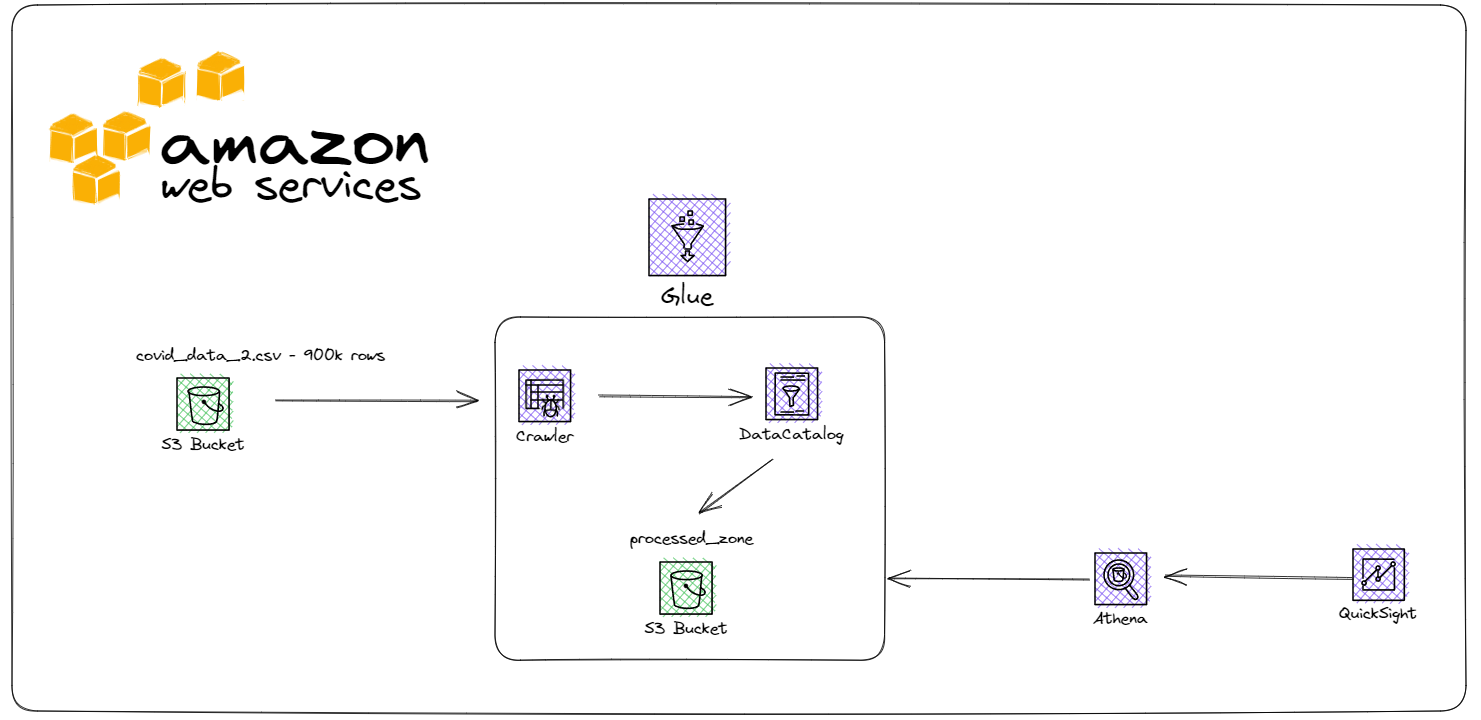 amazon
web services
Glue
covid_data_2.csv - 900k rows
S3 Bucket
Crawler
DataCatalog
processed_zone
S3 Bucket
Athena
QuickSight